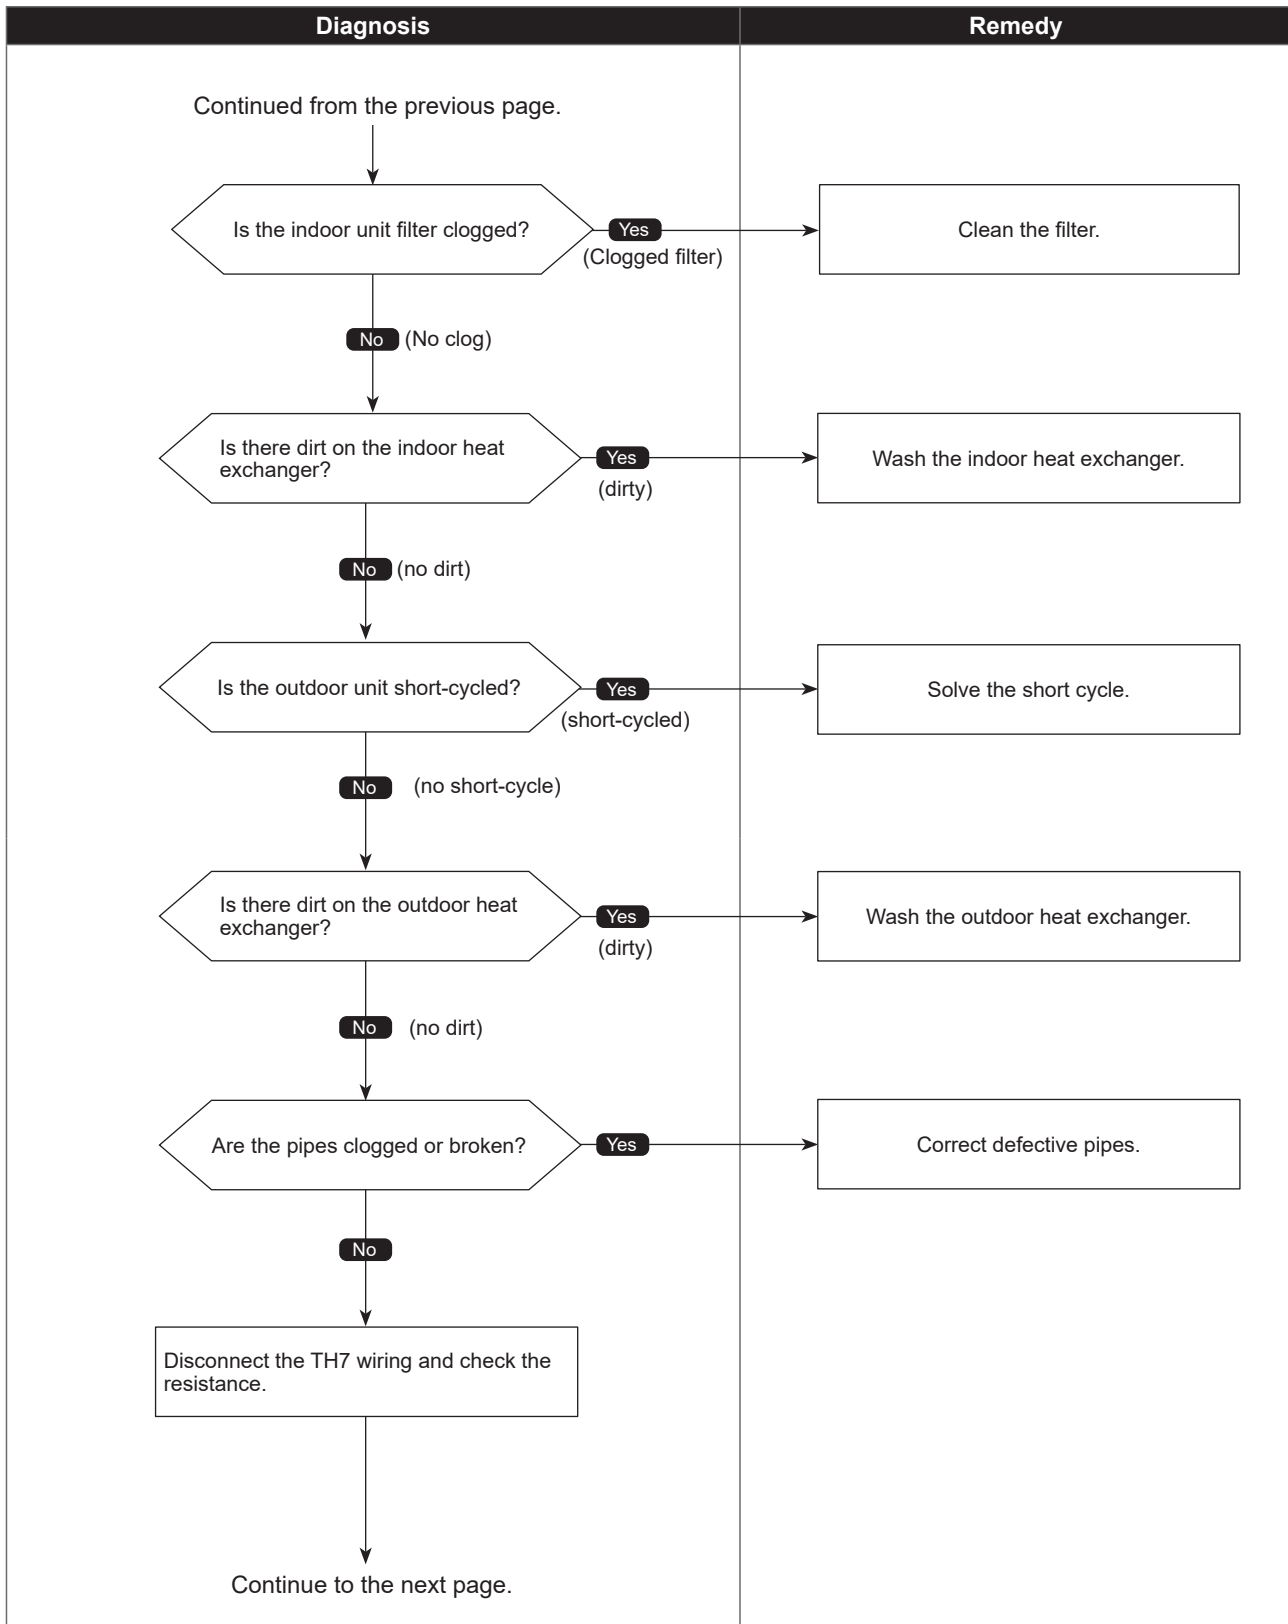 Diagnosis
Remedy
Continued from the previous page.
Is the indoor unit filter clogged?
Yes
(Clogged filter)
Clean the filter.
No
(No clog)
Is there dirt on the indoor heat
exchanger?
Yes
(dirty)
Wash the indoor heat exchanger.
No
(no dirt)
Is the outdoor unit short-cycled?
Yes
(short-cycled)
Solve the short cycle.
No
(no short-cycle)
Is there dirt on the outdoor heat
exchanger?
Yes
(dirty)
Wash the outdoor heat exchanger.
No
(no dirt)
Are the pipes clogged or broken?
Yes
Correct defective pipes.
No
Disconnect the TH7 wiring and check the
resistance.
Continue to the next page.